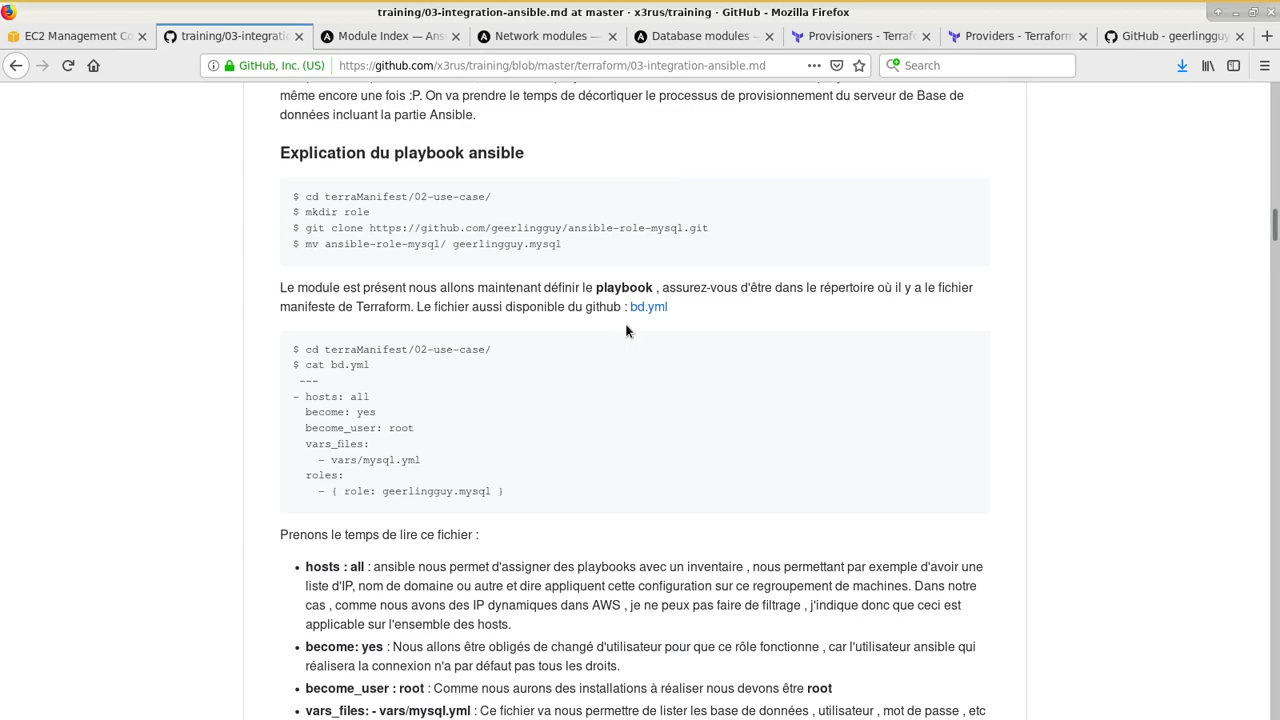 training/03-integration-ansible.md at master · x3rus/training · GitHub - Mozilla Firefox
EC2 Management Co
training/03-integrati
Module Index — Ans
Network modules —
Database modules —
Provisioners - Terraf
Providers - Terraform
GitHub - geerlingguy
GitHub, Inc. (US)
https://github.com/x3rus/training/blob/master/terraform/03-integration-ansible.md
Search
même encore une fois :P. On va prendre le temps de décortiquer le processus de provisionnement du serveur de Base de
données incluant la partie Ansible.
Explication du playbook ansible
$ cd terraManifest/02-use-case/
$ mkdir role
$ git clone https://github.com/geerlingguy/ansible-role-mysql.git
$ mv ansible-role-mysql/ geerlingguy.mysql
Le module est présent nous allons maintenant définir le playbook , assurez-vous d'être dans le répertoire où il y a le fichier
manifeste de Terraform. Le fichier aussi disponible du github : bd.yml
$ cd terraManifest/02-use-case/
$ cat bd.yml
---
- hosts: all
become: yes
become_user: root
vars_files:
- vars/mysql.yml
roles:
- { role: geerlingguy.mysql }
Prenons le temps de lire ce fichier :
• hosts : all : ansible nous permet d'assigner des playbooks avec un inventaire , nous permettant par exemple d'avoir une
liste d'IP, nom de domaine ou autre et dire appliquent cette configuration sur ce regroupement de machines. Dans notre
cas , comme nous avons des IP dynamiques dans AWS , je ne peux pas faire de filtrage , j'indique donc que ceci est
applicable sur l'ensemble des hosts.
• become: yes : Nous allons être obligés de changé d'utilisateur pour que ce rôle fonctionne , car l'utilisateur ansible qui
réalisera la connexion n'a par défaut pas tous les droits.
• become_user : root : Comme nous aurons des installations à réaliser nous devons être root
• vars_files: - vars/mysql.yml : Ce fichier va nous permettre de lister les base de données , utilisateur , mot de passe , etc